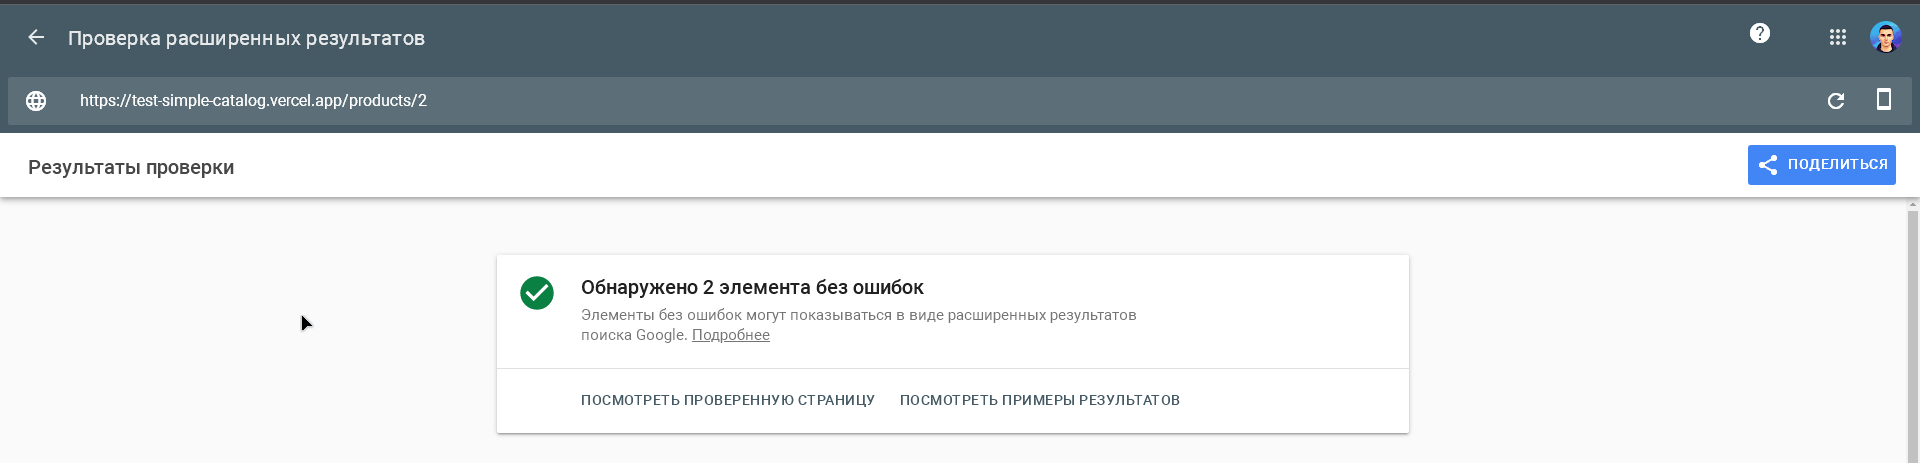 Проверка расширенных результатов
?
https://test-simple-catalog.vercel.app/products/2
Результаты проверки
ПОДЕЛИТЬСЯ
Обнаружено 2 элемента без ошибок
Элементы без ошибок могут показываться в виде расширенных результатов
поиска Google. Подробнее
ПОСМОТРЕТЬ ПРОВЕРЕННУЮ СТРАНИЦУ ПОСМОТРЕТЬ ПРИМЕРЫ РЕЗУЛЬТАТОВ